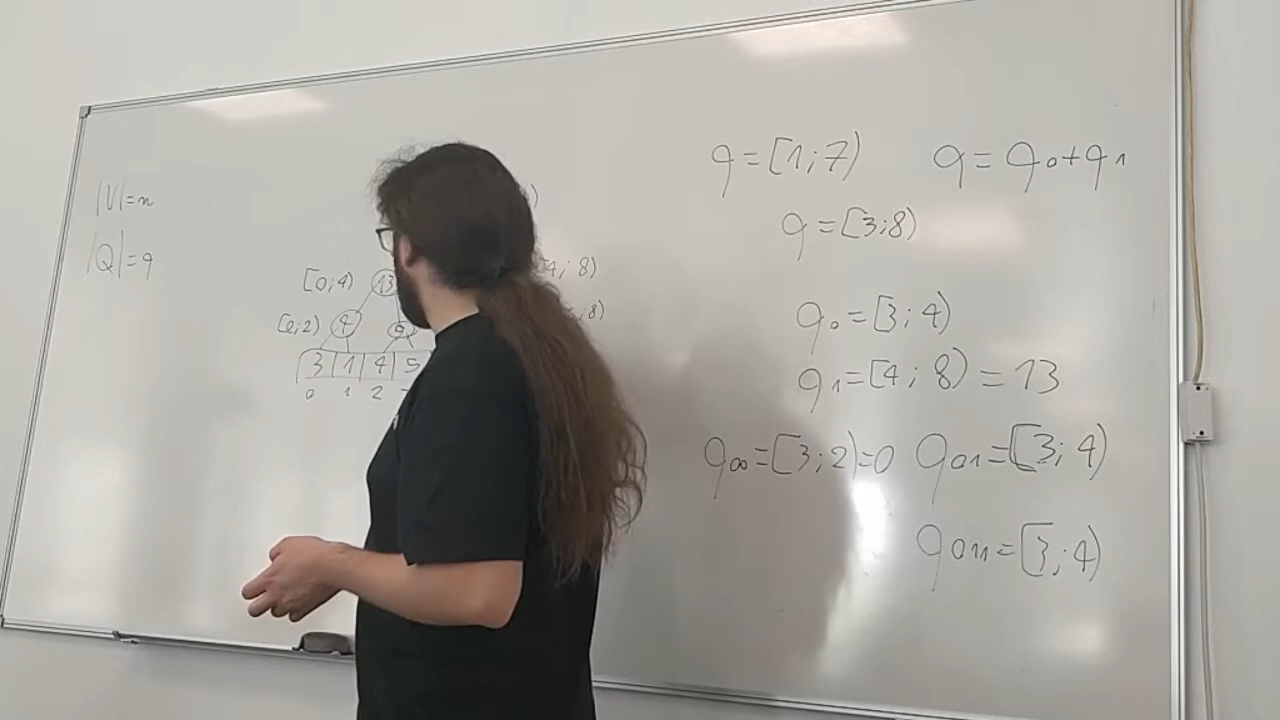 |V|=n
|Q|=q
[0;4) 13
4; 8)
[0;2) 4 9
;8)
3 1 4 5
0 1 2
q=[1;7) q=q₀+q₁
q=[3;8)
q₀=[3;4)
q₁=[4;8)=13
q₀₀=[3;2)=0 q₀₁=[3;4)
q₀₁₁=[3;4)